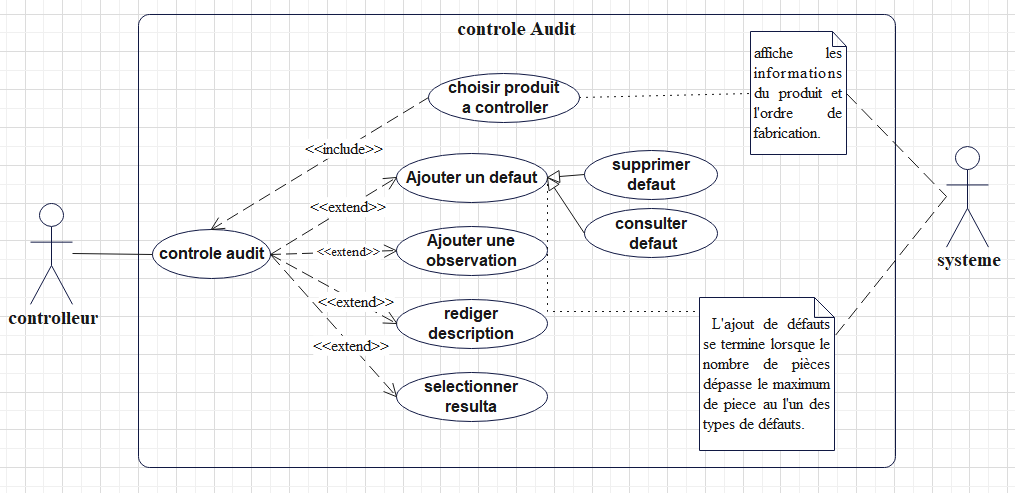 controle Audit
affiche les
informations
du produit et
l'ordre de
fabrication.
choisir produit
a controller
<<include>>
Ajouter un defaut
supprimer
defaut
<<extend>>
consulter
defaut
controle audit
<<extend>>
Ajouter une
observation
systeme
<<extend>>
rediger
description
controlleur
L'ajout de défauts
se termine lorsque le
nombre de pièces
dépasse le maximum
de piece au l'un des
types de défauts.
<<extend>>
selectionner
resulta